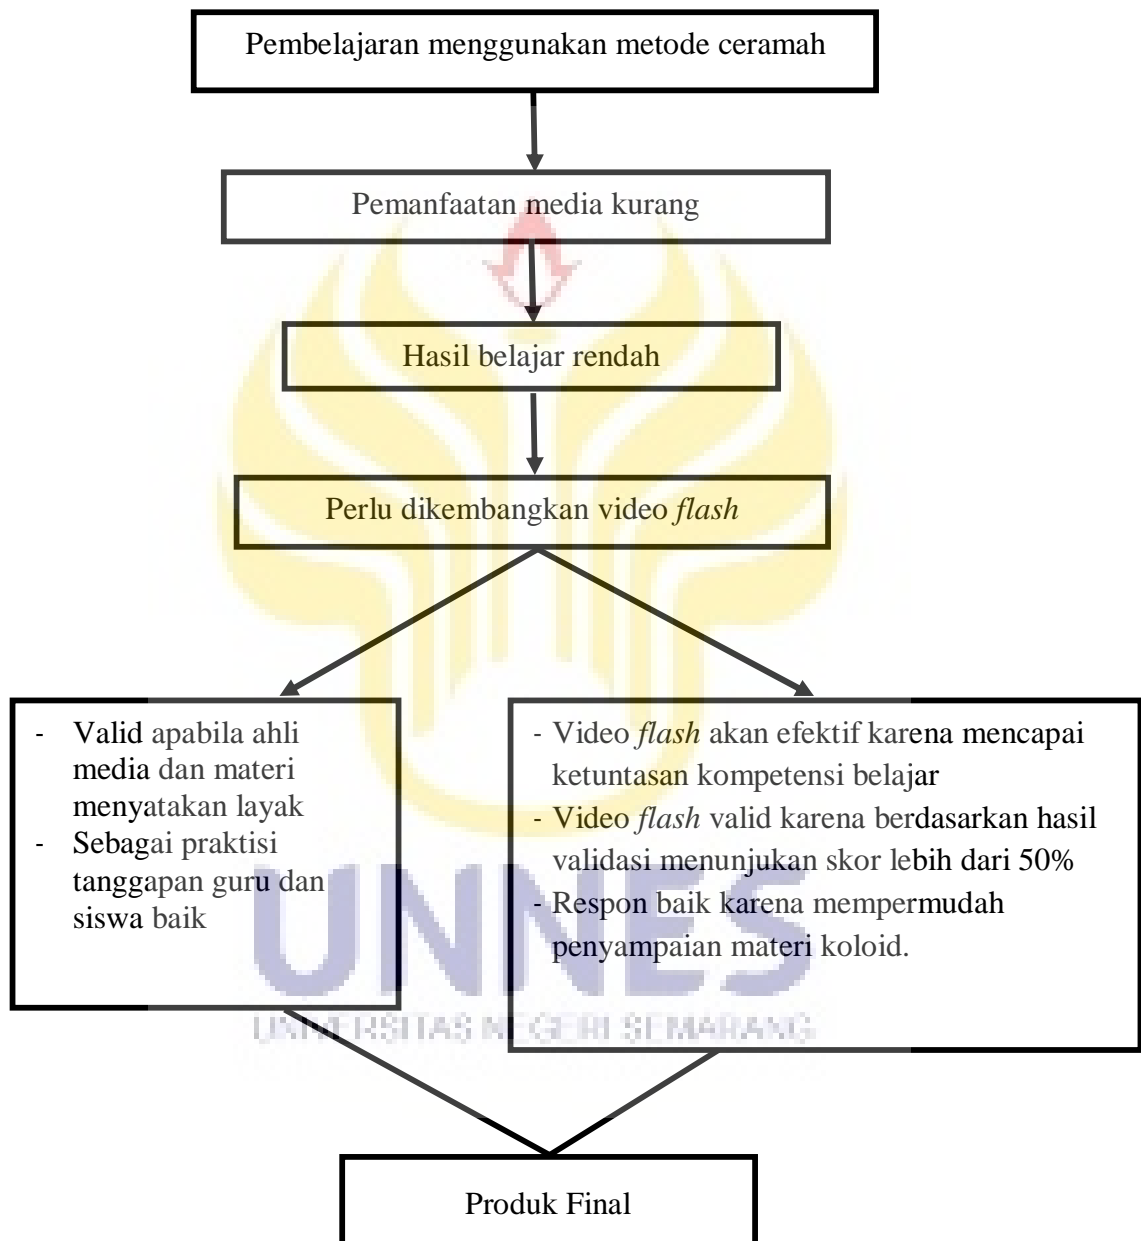 Pembelajaran menggunakan metode ceramah
Pemanfaatan media kurang
Hasil belajar rendah
Perlu dikembangkan video flash
- Valid apabila ahli
media dan materi
menyatakan layak
- Sebagai praktisi
tanggapan guru dan
siswa baik
- Video flash akan efektif karena mencapai
ketuntasan kompetensi belajar
- Video flash valid karena berdasarkan hasil
validasi menunjukan skor lebih dari 50%
- Respon baik karena mempermudah
penyampaian materi koloid.
UNNES
UNIVERSITAS NEGERI SEMARANG
Produk Final